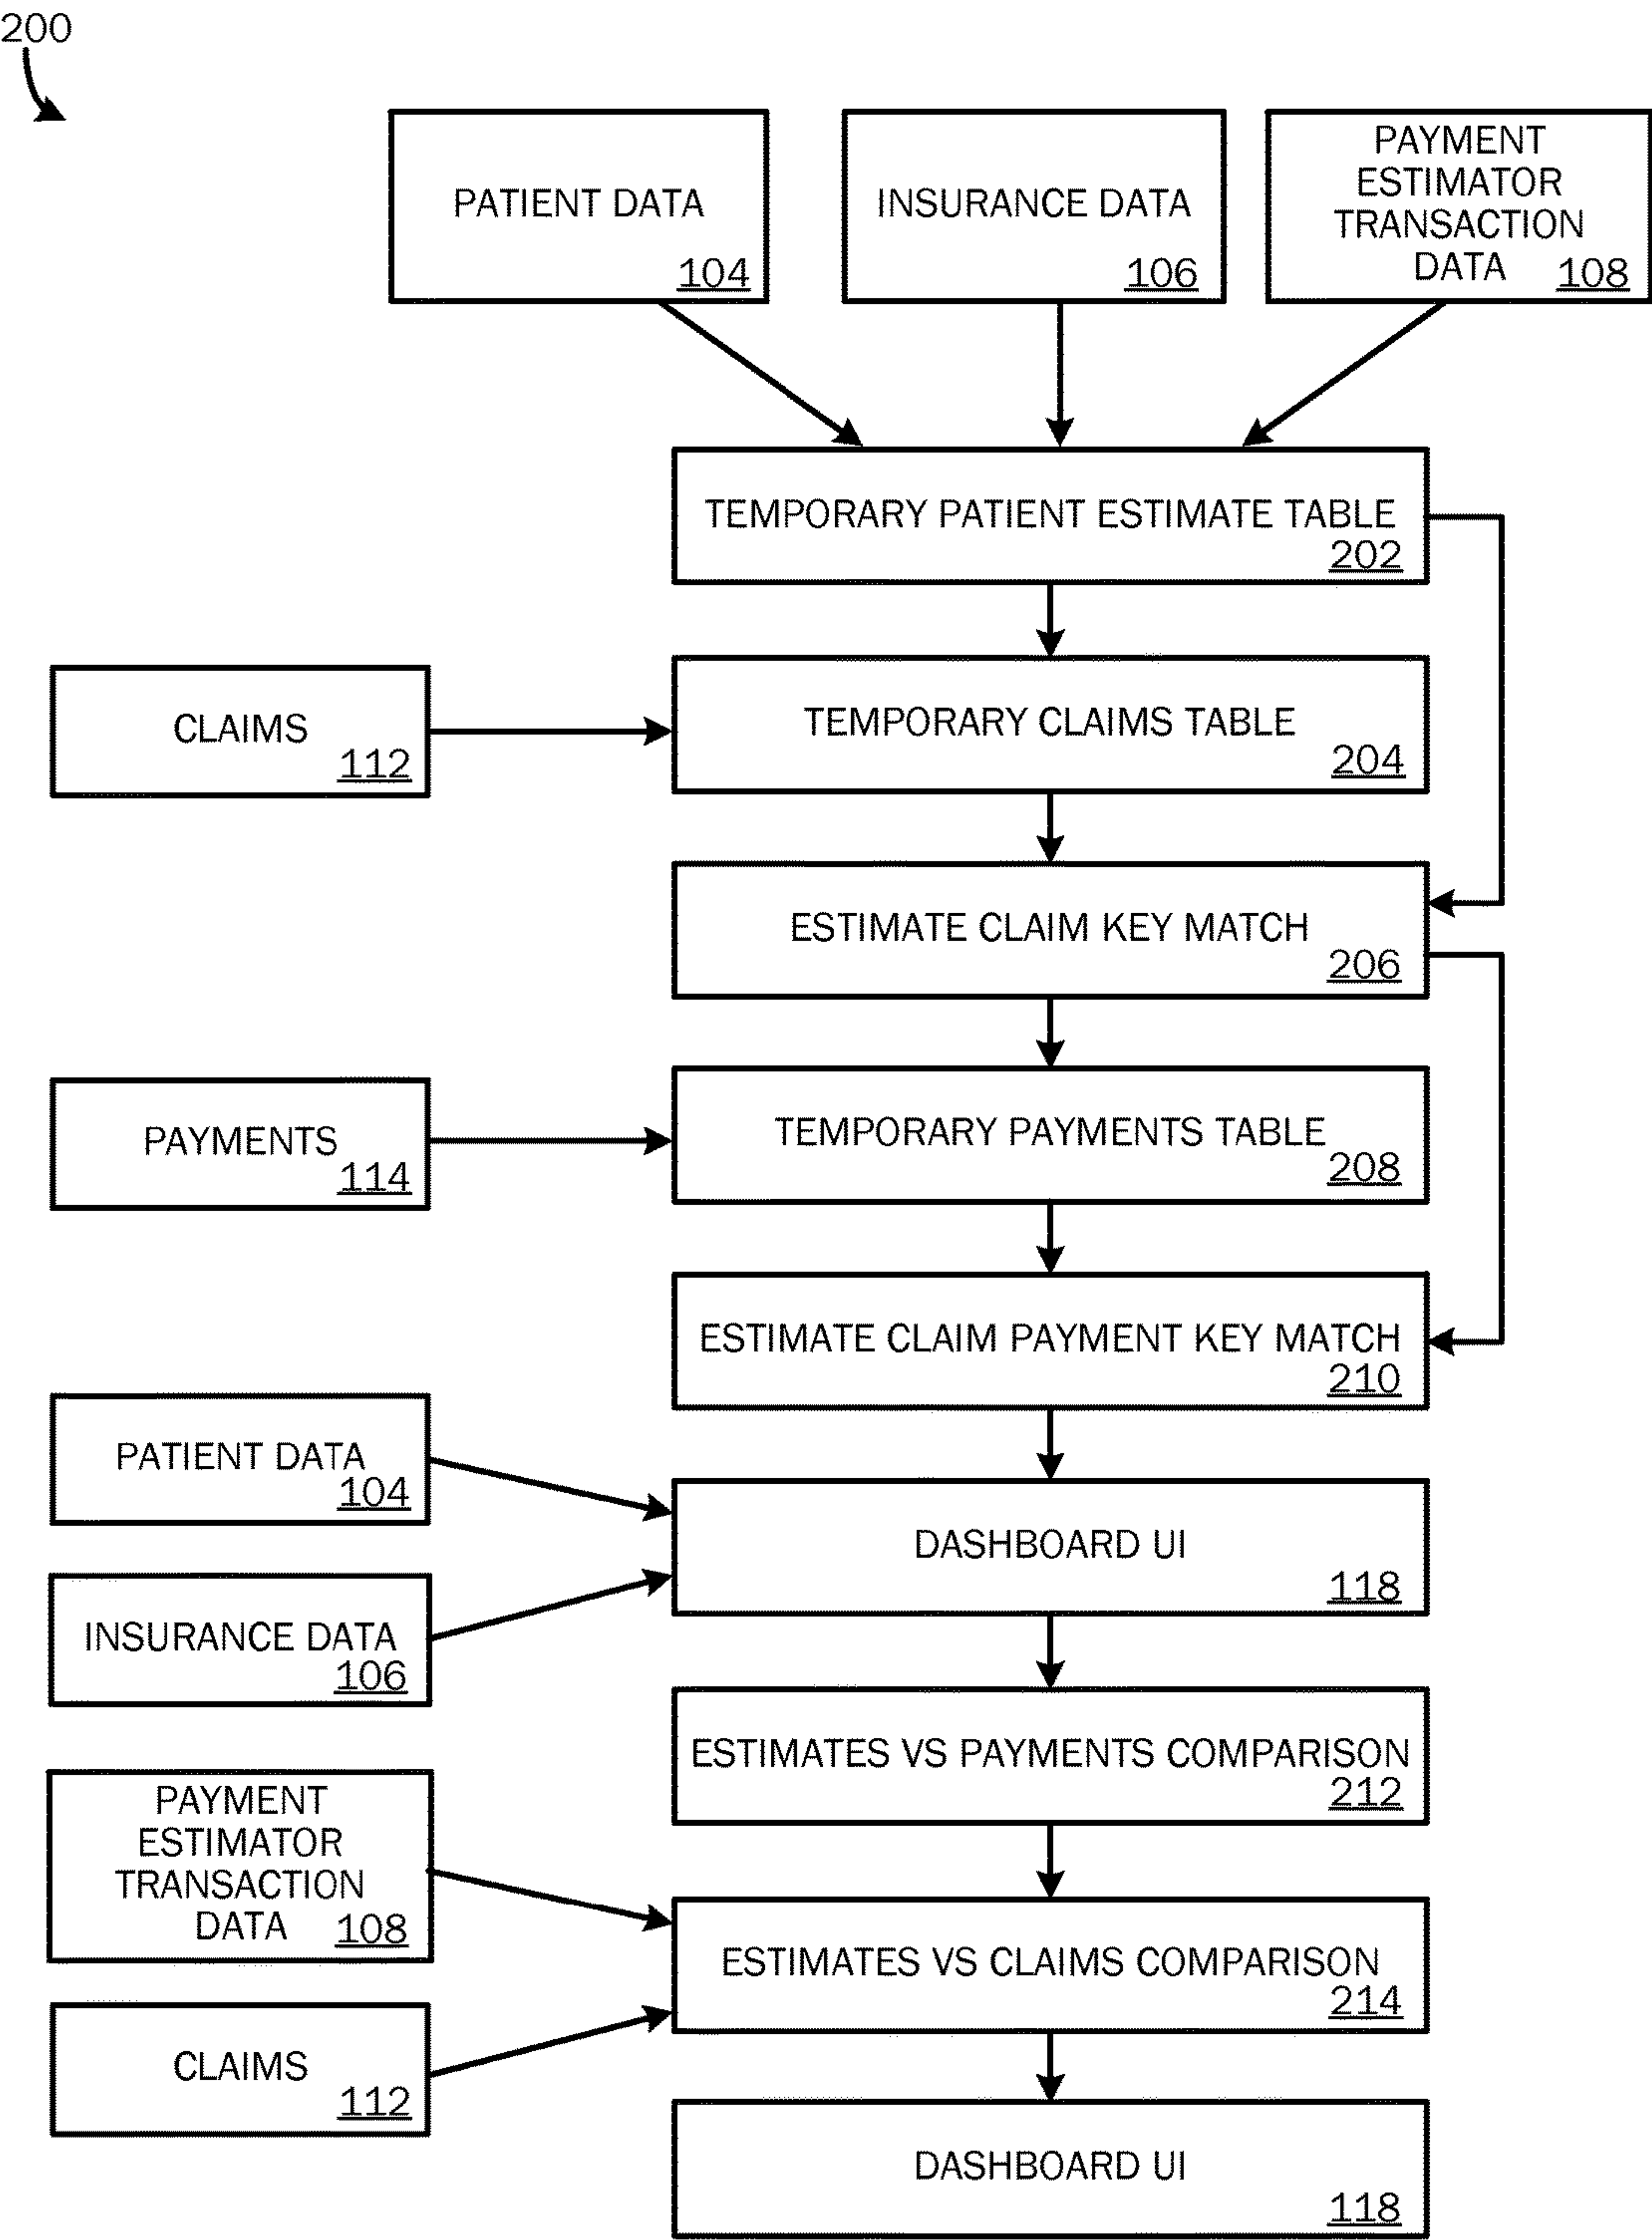 200
PATIENT DATA
104
INSURANCE DATA
106
PAYMENT
ESTIMATOR
TRANSACTION
DATA 108
TEMPORARY PATIENT ESTIMATE TABLE
202
CLAIMS
112
TEMPORARY CLAIMS TABLE
204
ESTIMATE CLAIM KEY MATCH
206
PAYMENTS
114
TEMPORARY PAYMENTS TABLE
208
ESTIMATE CLAIM PAYMENT KEY MATCH
210
PATIENT DATA
104
DASHBOARD UI
118
INSURANCE DATA
106
ESTIMATES VS PAYMENTS COMPARISON
212
PAYMENT
ESTIMATOR
TRANSACTION
DATA 108
ESTIMATES VS CLAIMS COMPARISON
214
CLAIMS
112
DASHBOARD UI
118